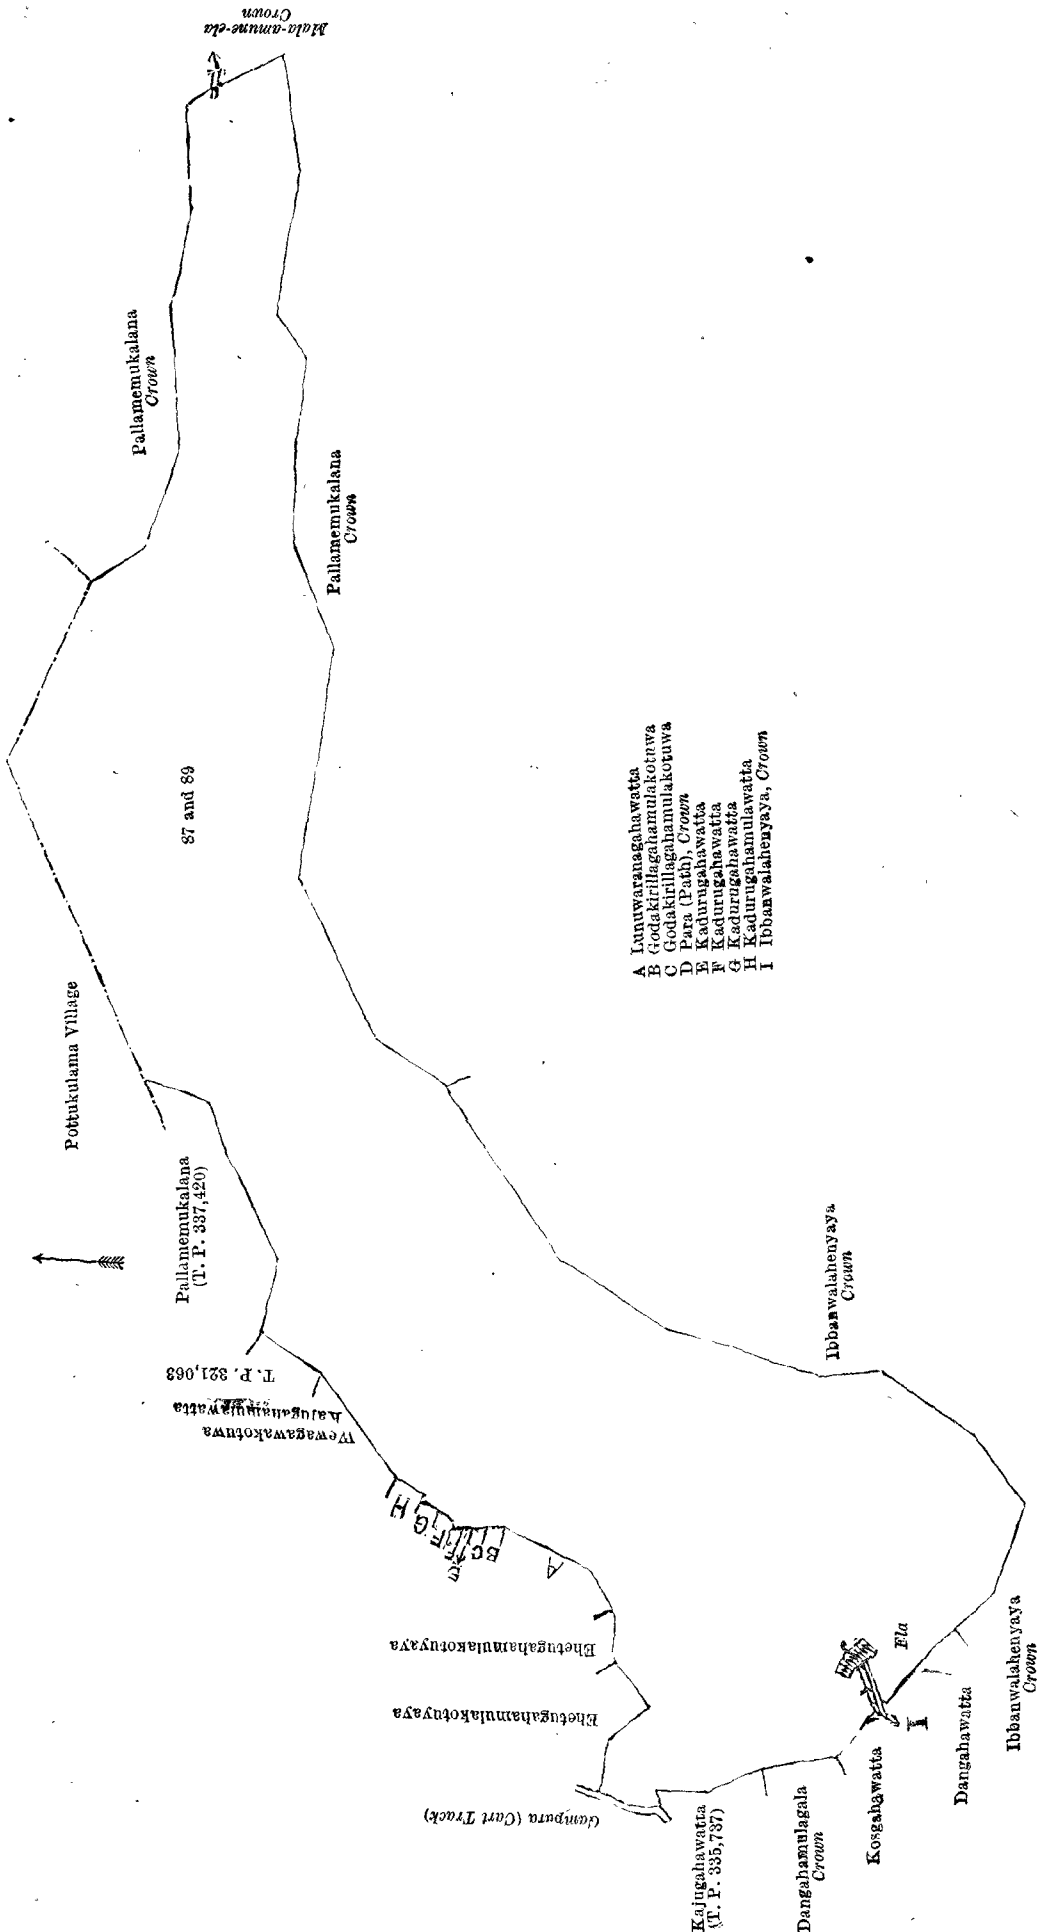 Mala-amune-ela
Crown
Pallamemukalana
Crown
Pallamemukalana
Crown
87 and 89
Pottukulama Village
Pallamemukalana
(T. P. 337,420)
T. P. 321,063
Kajugahamulawatta
Wewagawakotuwa
H
G
F
E
D
C
B
A
Ehetugahamulakotuyaya
Ehetugahamulakotuyaya
Gampara (Cart Track)
Kajugahawatta
(T. P. 335,737)
Dangahamulagala
Crown
Kosgahawatta
I
Ela
Dangahawatta
Ibbanwalahenyaya
Crown
Ibbanwalahenyaya
Crown
A Lunuwaranagahawatta
B Godakirillagahamulakotuwa
C Godakirillagahamulakotuwa
D Para (Path), Crown
E Kadurugahawatta
F Kadurugahawatta
G Kadurugahawatta
H Kadurugahamulawatta
I Ibbanwalahenyaya, Crown